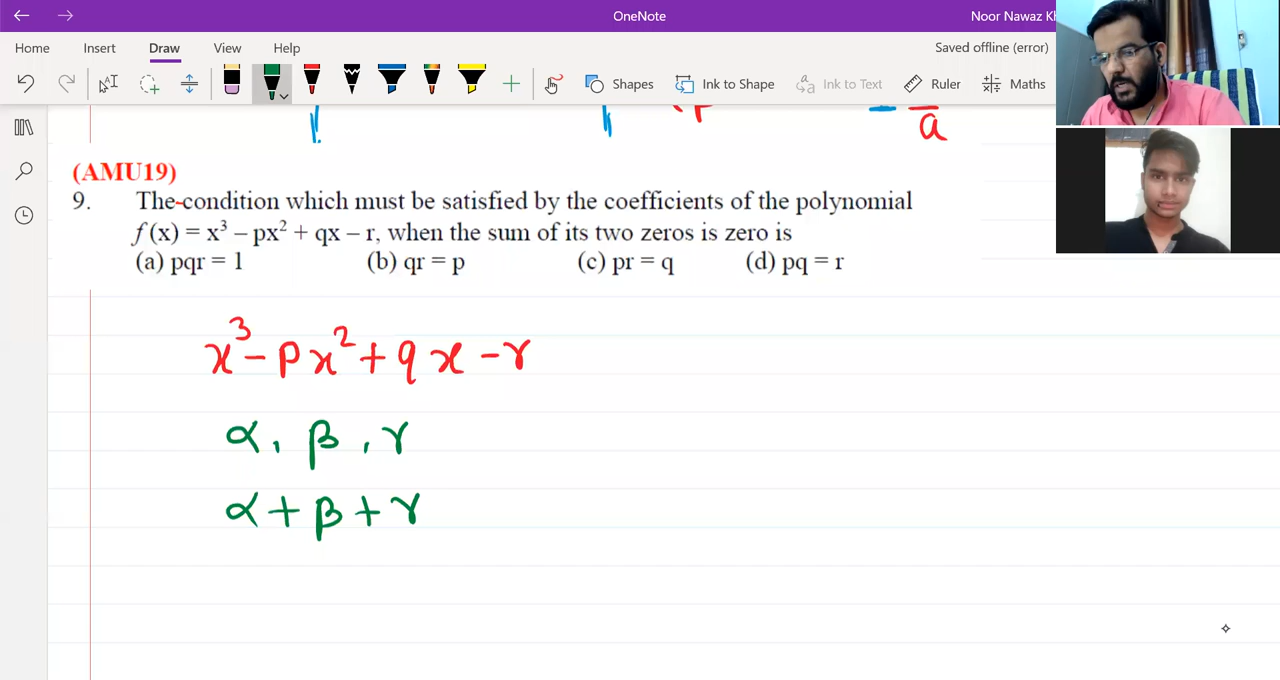 OneNote
Noor Nawaz
Home Insert Draw View Help
Saved offline (error)
Shapes Ink to Shape Ink to Text Ruler Maths
a
(AMU19)
9. The condition which must be satisfied by the coefficients of the polynomial
f(x) = x³ – px² + qx – r, when the sum of its two zeros is zero is
(a) pqr = 1 (b) qr = p (c) pr = q (d) pq = r
x³ - px² + qx - r
α, β, γ
α + β + γ